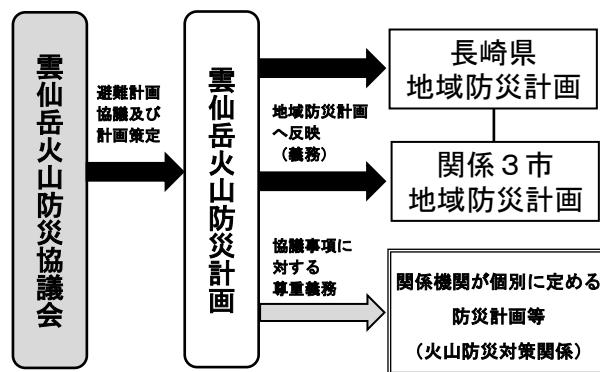 雲仙岳火山防災協議会
避難計画
協議及び
計画策定
雲仙岳火山防災計画
地域防災計画
へ反映
（義務）
協議事項に
対する
尊重義務
長崎県
地域防災計画
関係３市
地域防災計画
関係機関が個別に定める
防災計画等
（火山防災対策関係）